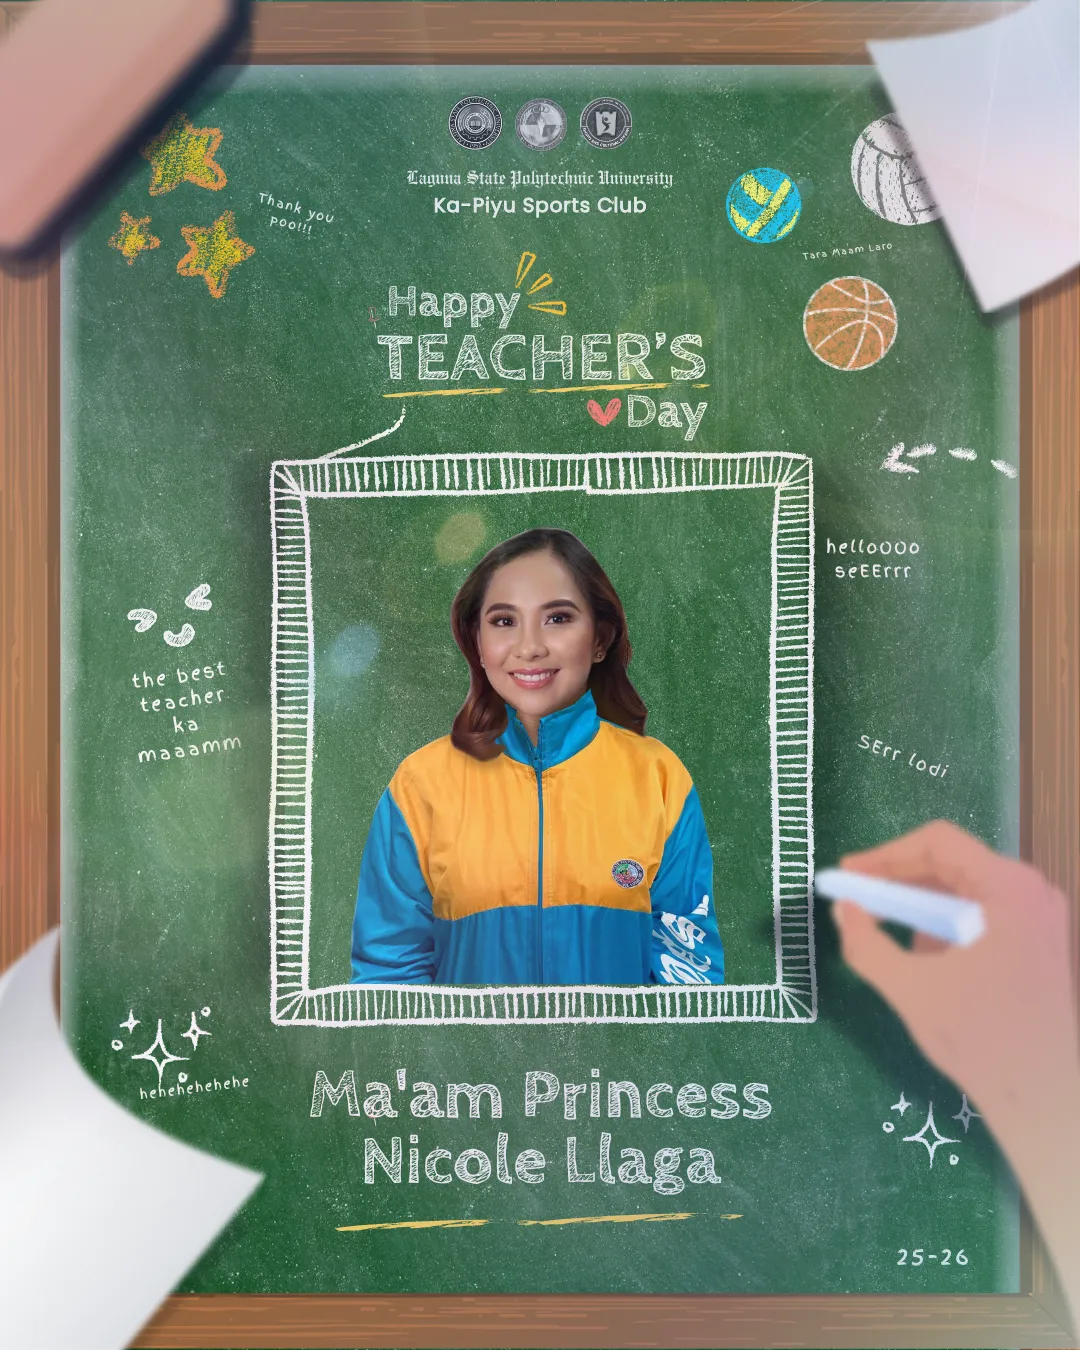 Laguna State Polytechnic University
Ka-Piyu Sports Club
Thank you
poo!!!
Tara Maam Laro
Happy
TEACHER'S
Day
helloOOo
seEErrr
the best
teacher
ka
maaamm
SErr lodi
hehehehehehe
Ma'am Princess
Nicole Llaga
25-26